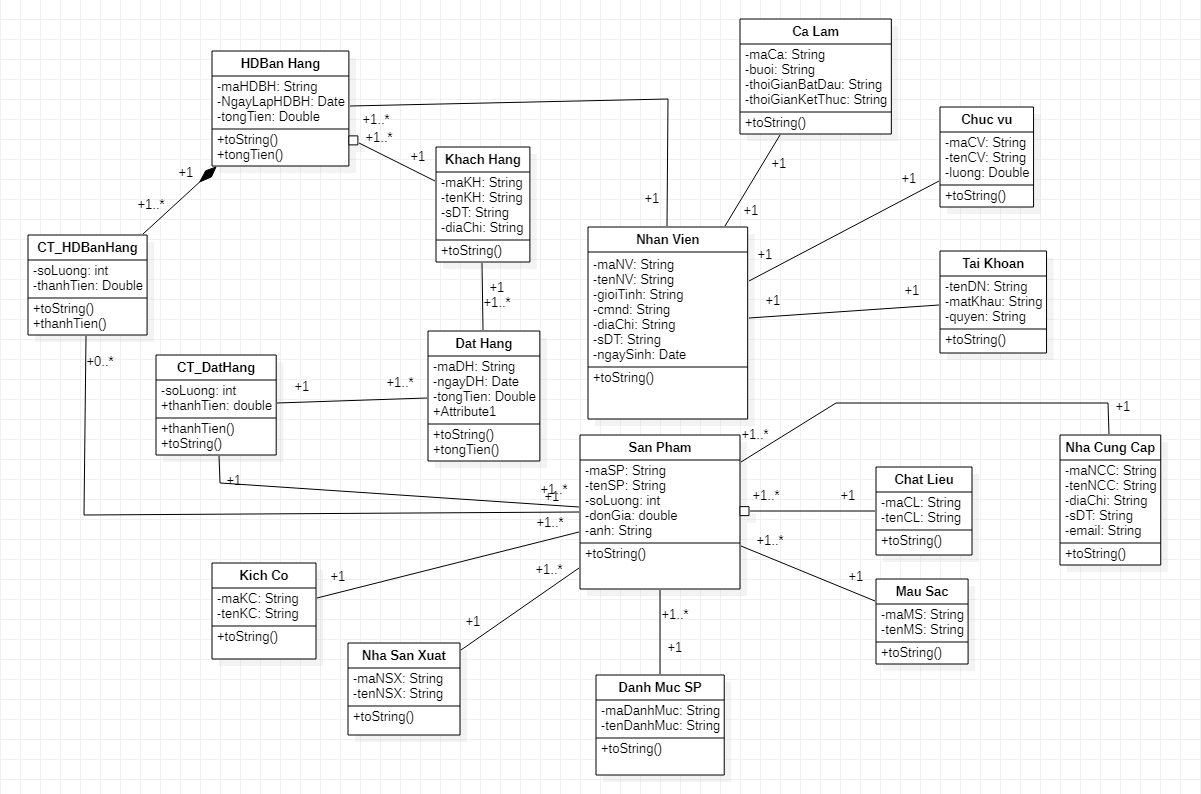 HDBan Hang
-maHDBH: String
-NgayLapHDBH: Date
-tongTien: Double
+toString()
+tongTien()
+1..*
+1..*
+1
+1
+1..*
Khach Hang
-maKH: String
-tenKH: String
-sDT: String
-diaChi: String
+toString()
+1
+1..*
CT_HDBanHang
-soLuong: int
-thanhTien: Double
+toString()
+thanhTien()
+0..*
CT_DatHang
-soLuong: int
+thanhTien: double
+thanhTien()
+toString()
+1
+1..*
+1
Dat Hang
-maDH: String
-ngayDH: Date
-tongTien: Double
+Attribute1
+toString()
+tongTien()
Ca Lam
-maCa: String
-buoi: String
-thoiGianBatDau: String
-thoiGianKetThuc: String
+toString()
+1
+1
+1
Nhan Vien
-maNV: String
-tenNV: String
-gioiTinh: String
-cmnd: String
-diaChi: String
-sDT: String
-ngaySinh: Date
+toString()
Chuc vu
-maCV: String
-tenCV: String
-luong: Double
+toString()
+1
+1
Tai Khoan
-tenDN: String
-matKhau: String
-quyen: String
+toString()
+1
+1
San Pham
-maSP: String
-tenSP: String
-soLuong: int
-donGia: double
-anh: String
+toString()
+1..*
+1
+1..*
+1..*
+1..*
+1
+1..*
+1
+1..*
+1
+1
+1
+1..*
+1
Nha Cung Cap
-maNCC: String
-tenNCC: String
-diaChi: String
-sDT: String
-email: String
+toString()
Chat Lieu
-maCL: String
-tenCL: String
+toString()
Mau Sac
-maMS: String
-tenMS: String
+toString()
Kich Co
-maKC: String
-tenKC: String
+toString()
Nha San Xuat
-maNSX: String
-tenNSX: String
+toString()
Danh Muc SP
-maDanhMuc: String
-tenDanhMuc: String
+toString()